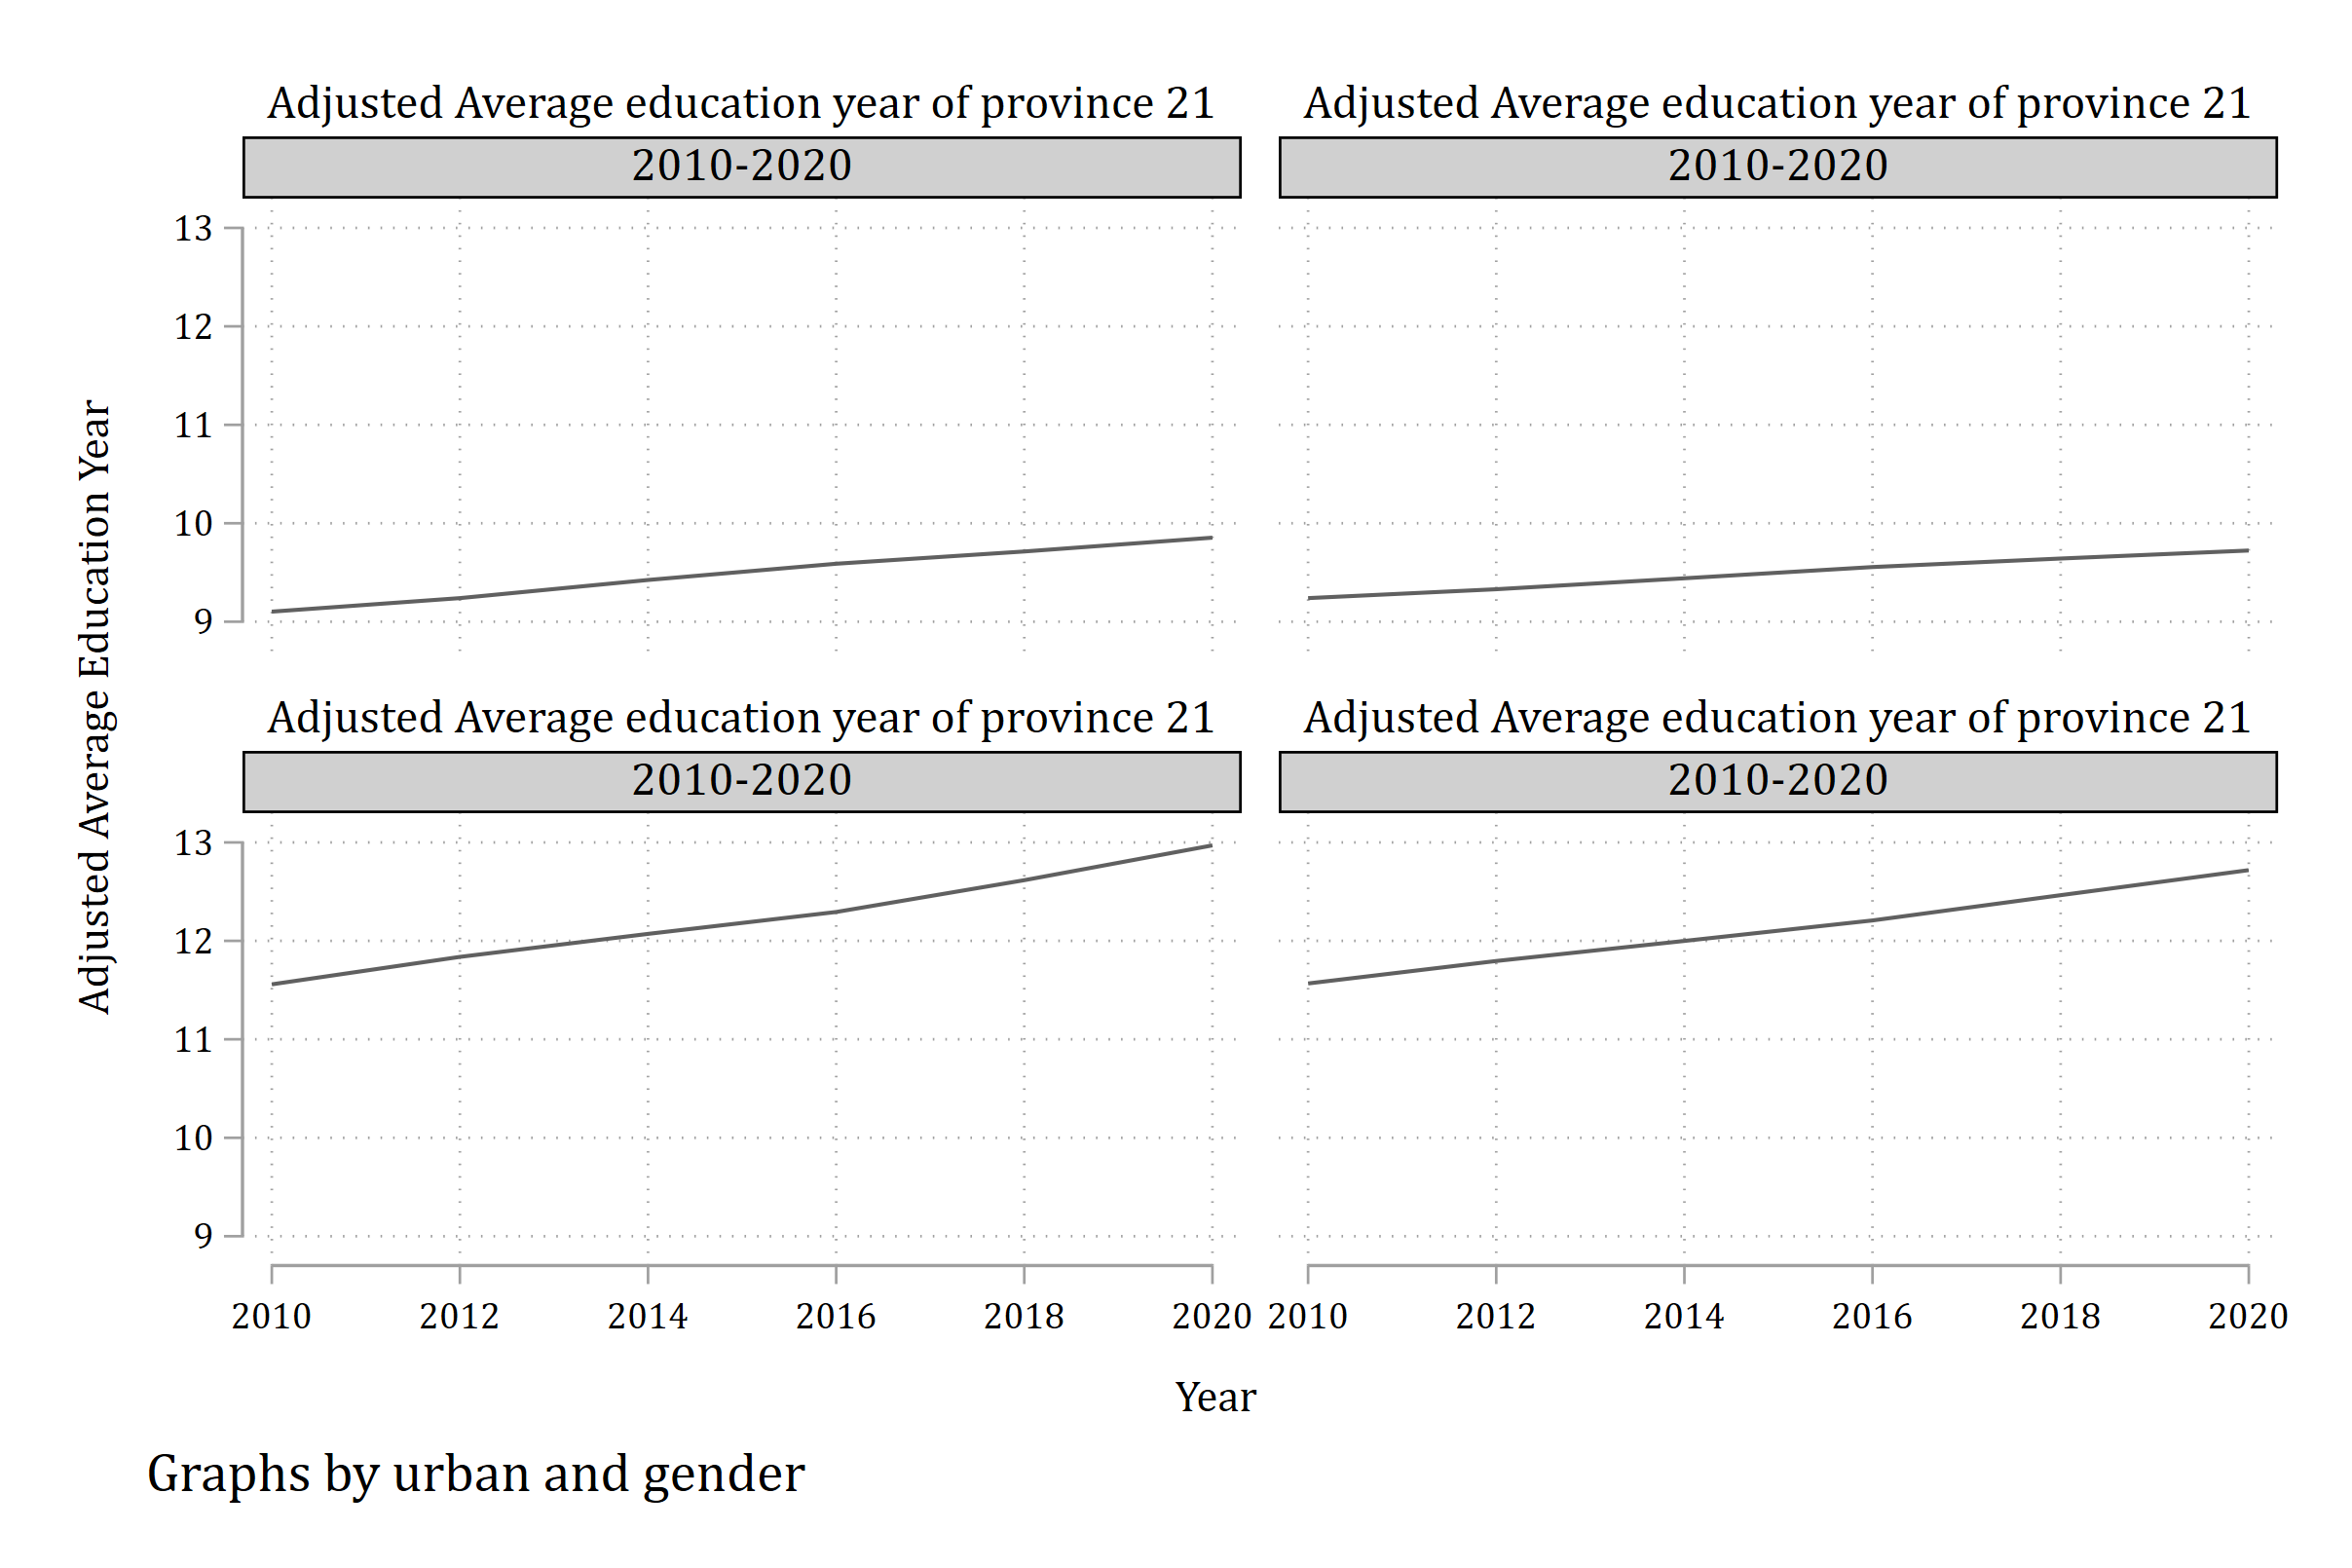 Adjusted Average education year of province 21
Adjusted Average education year of province 21
2010-2020
2010-2020
13
12
11
10
9
Adjusted Average Education Year
Adjusted Average education year of province 21
Adjusted Average education year of province 21
2010-2020
2010-2020
13
12
11
10
9
2010 2012 2014 2016 2018 2020 2010 2012 2014 2016 2018 2020
Year
Graphs by urban and gender